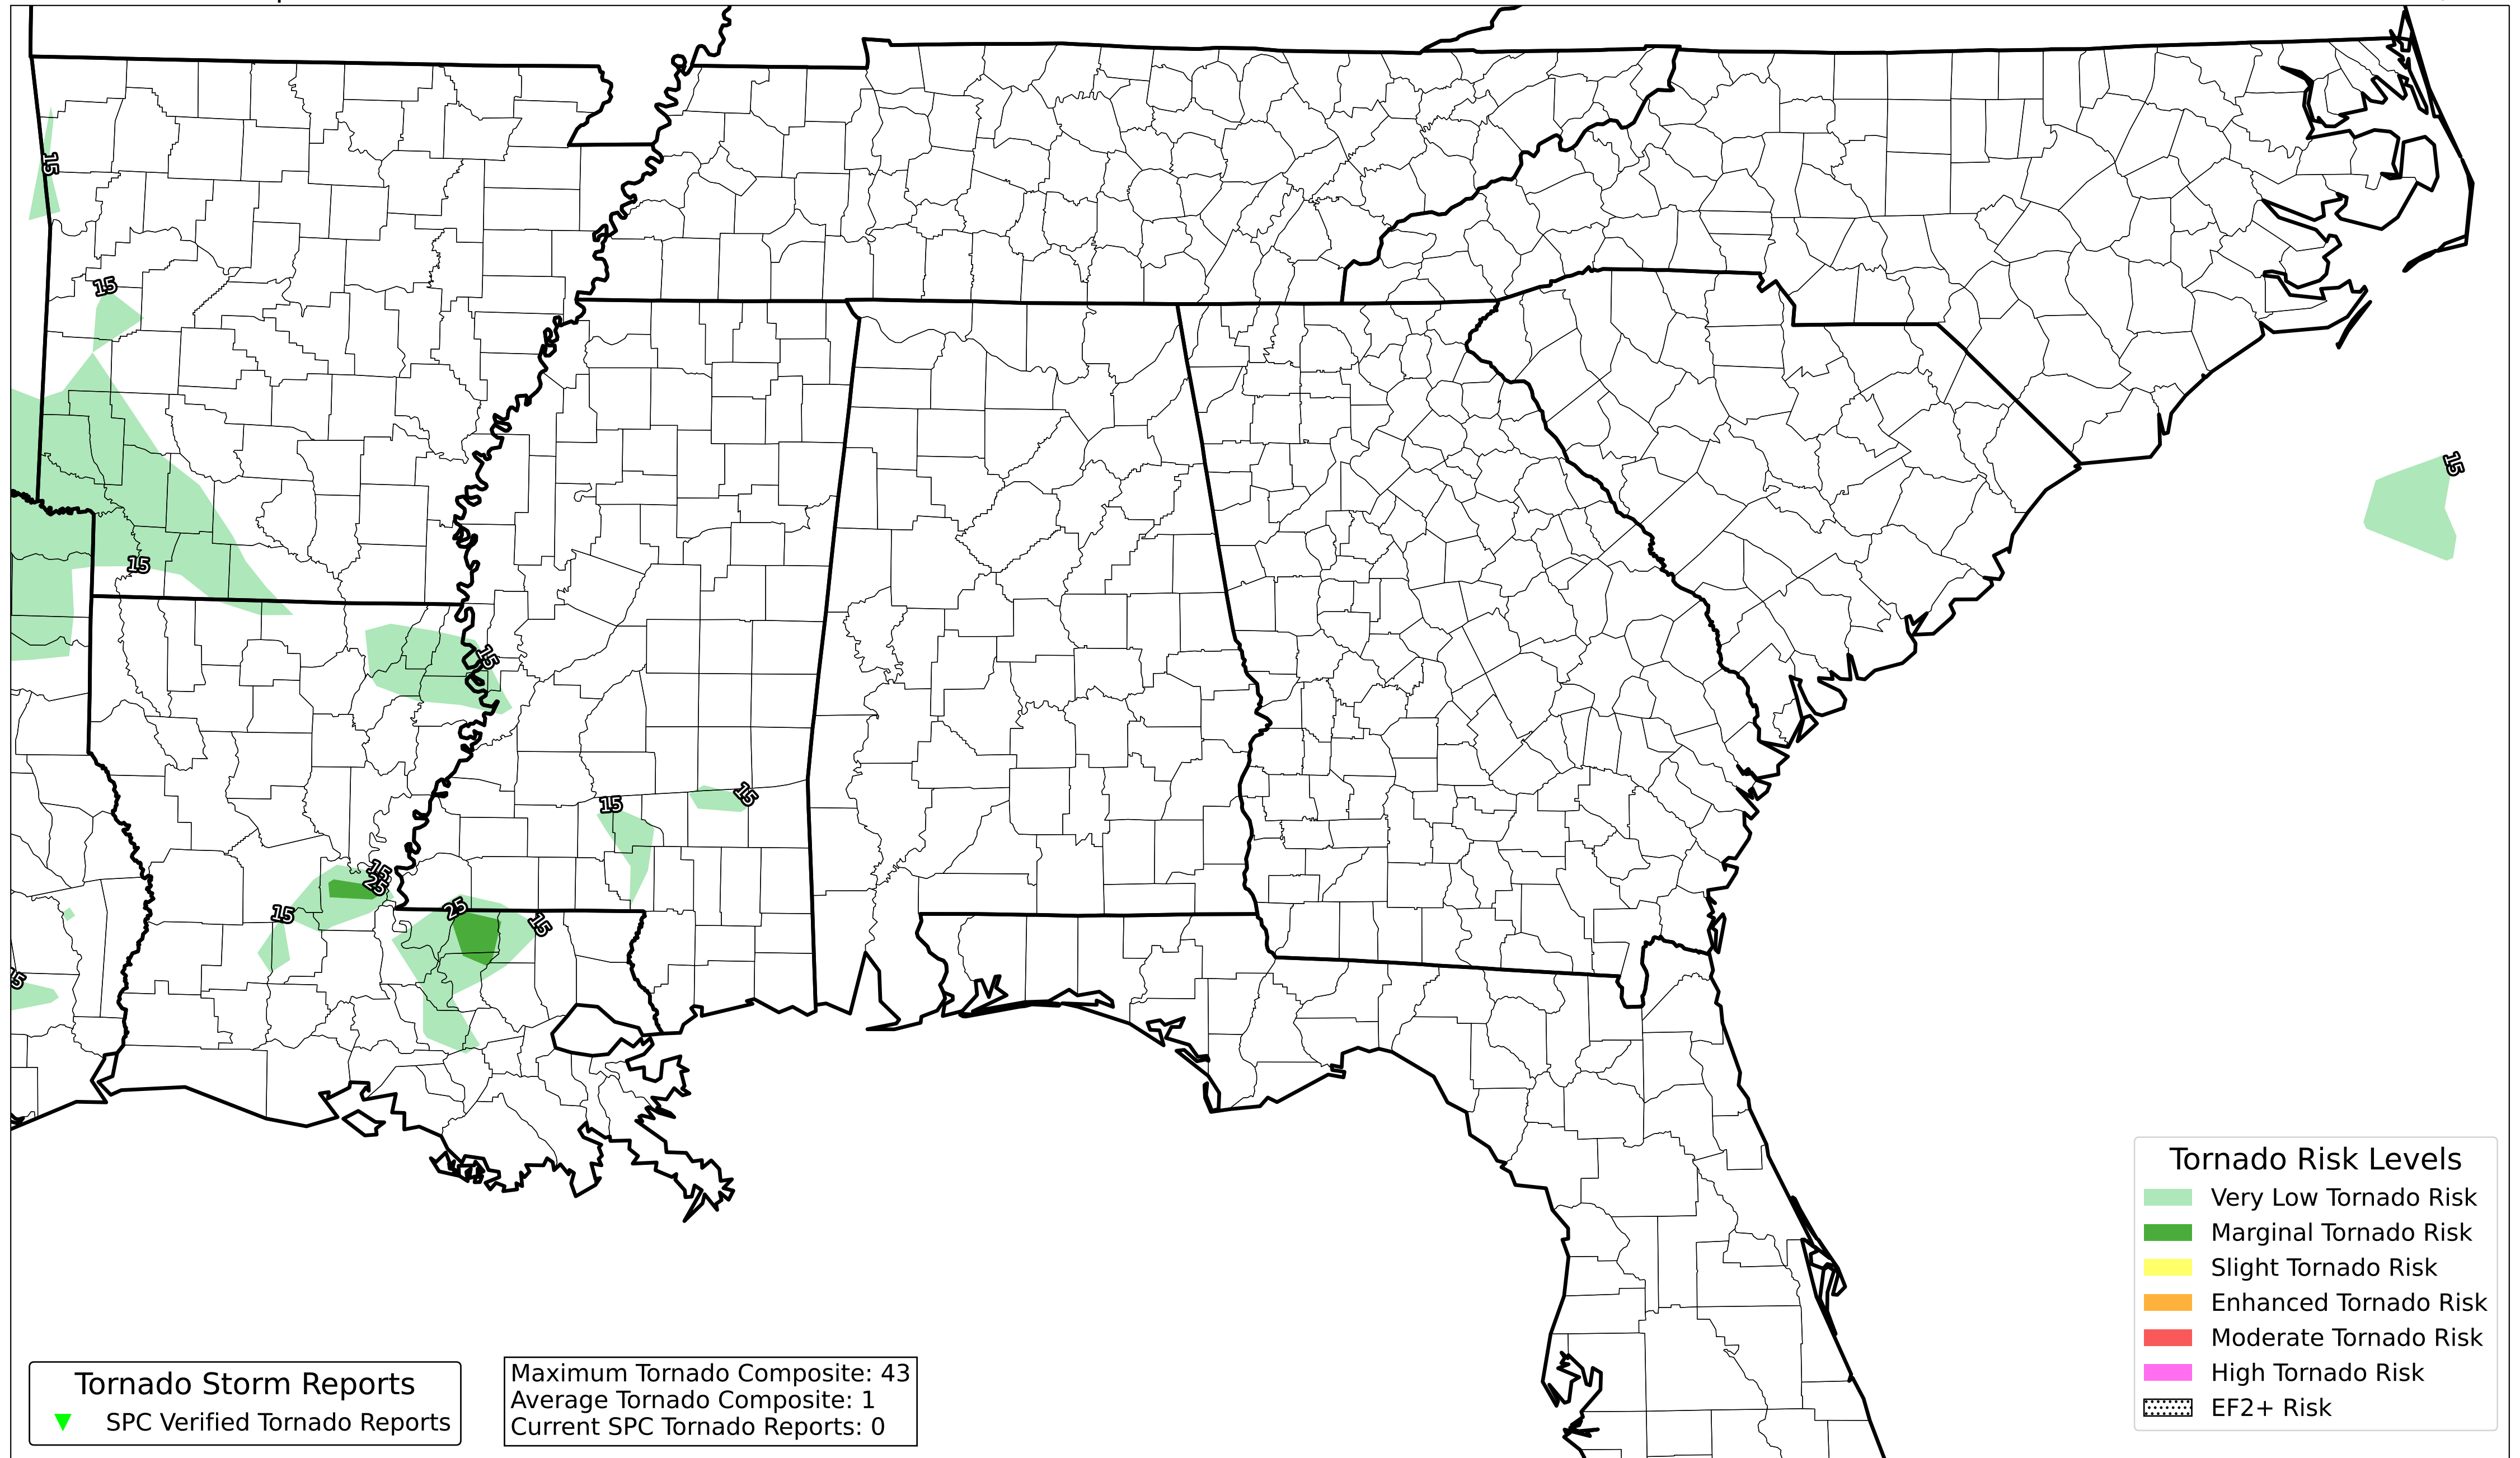 15
15
15
15
15
15
15
15
25
15
25
15
5
Tornado Risk Levels
Very Low Tornado Risk
Marginal Tornado Risk
Slight Tornado Risk
Enhanced Tornado Risk
Moderate Tornado Risk
High Tornado Risk
EF2+ Risk
Tornado Storm Reports
SPC Verified Tornado Reports
Maximum Tornado Composite: 43
Average Tornado Composite: 1
Current SPC Tornado Reports: 0